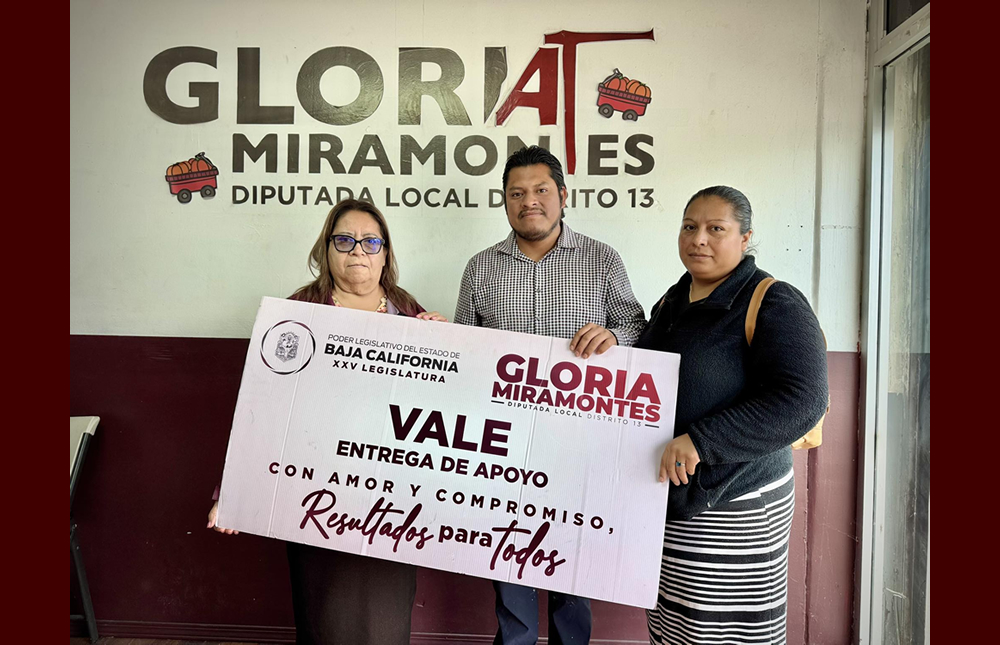 GLORIA
MIRAMONTES
DIPUTADA LOCAL DISTRITO 13
PODER LEGISLATIVO DEL ESTADO DE
BAJA CALIFORNIA
XXV LEGISLATURA
GLORIA
MIRAMONTES
DIPUTADA LOCAL DISTRITO 13
VALE
ENTREGA DE APOYO
CON AMOR Y COMPROMISO,
Resultados para Todos